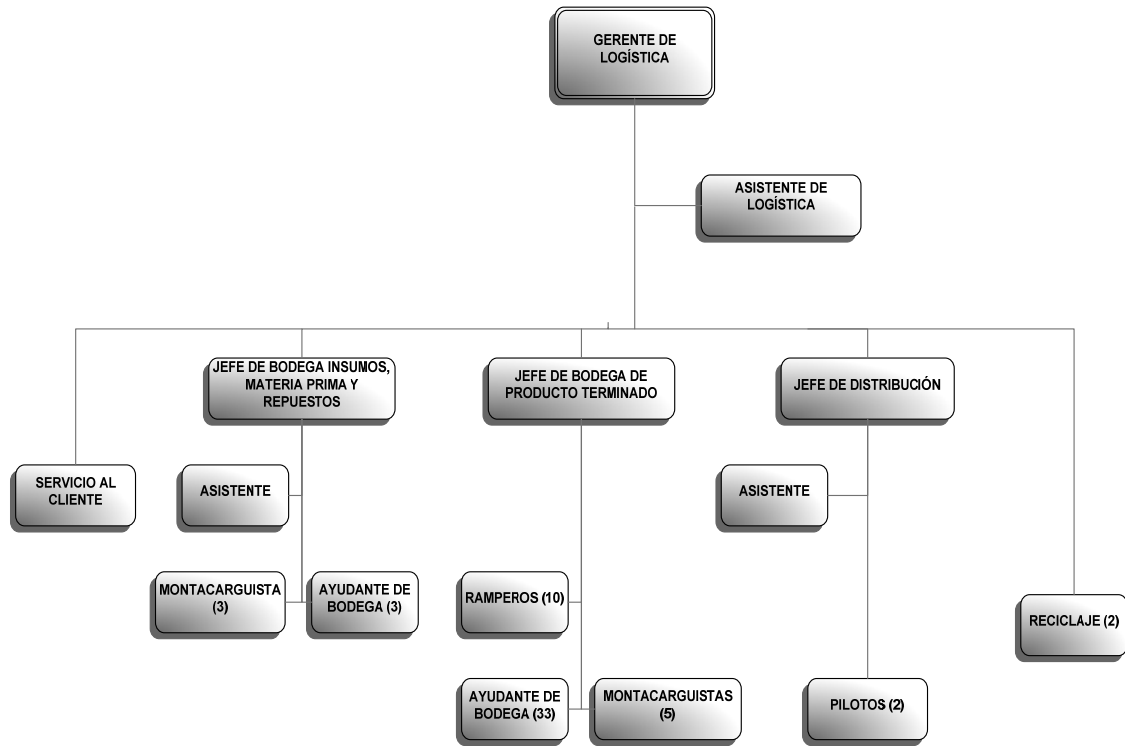 GERENTE DE
LOGÍSTICA
ASISTENTE DE
LOGÍSTICA
JEFE DE BODEGA INSUMOS,
MATERIA PRIMA Y
REPUESTOS
JEFE DE BODEGA DE
PRODUCTO TERMINADO
JEFE DE DISTRIBUCIÓN
SERVICIO AL
CLIENTE
ASISTENTE
ASISTENTE
MONTACARGUISTA
(3)
AYUDANTE DE
BODEGA (3)
RAMPEROS (10)
RECICLAJE (2)
AYUDANTE DE
BODEGA (33)
MONTACARGUISTAS
(5)
PILOTOS (2)